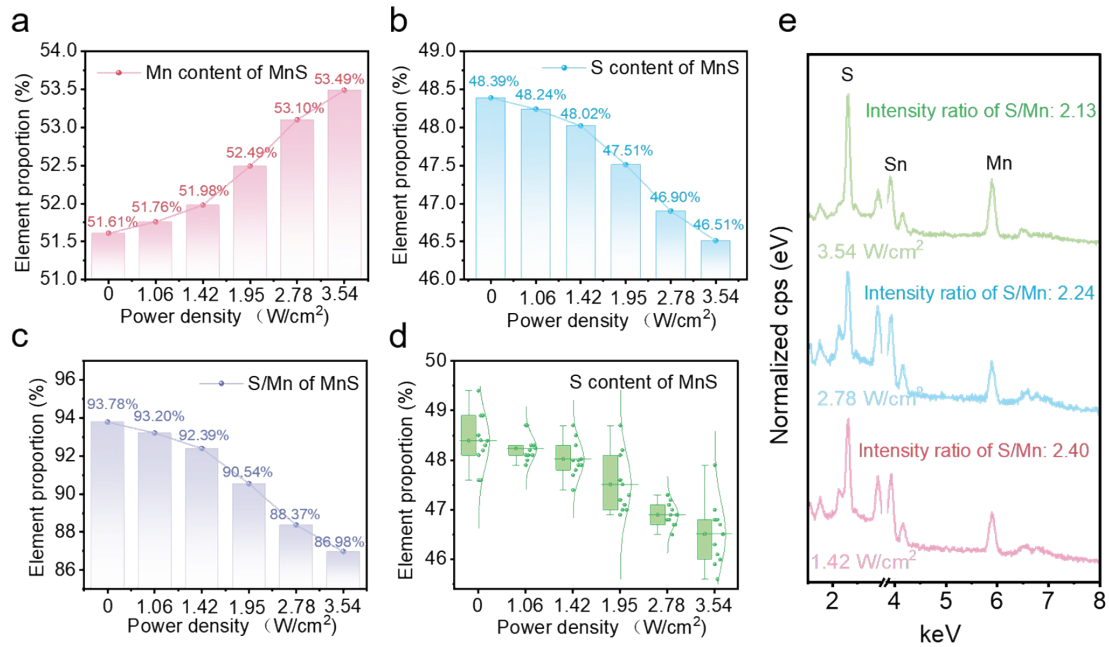 a
Element proportion (%)
54.0
53.5
53.0
52.5
52.0
51.5
51.0
Mn content of MnS
51.61%
51.76%
51.98%
52.49%
53.10%
53.49%
0 1.06 1.42 1.95 2.78 3.54
Power density （W/cm²）
b
Element proportion (%)
49.0
48.5
48.0
47.5
47.0
46.5
46.0
S content of MnS
48.39%
48.24%
48.02%
47.51%
46.90%
46.51%
0 1.06 1.42 1.95 2.78 3.54
Power density （W/cm²）
c
Element proportion (%)
96
94
92
90
88
86
S/Mn of MnS
93.78%
93.20%
92.39%
90.54%
88.37%
86.98%
0 1.06 1.42 1.95 2.78 3.54
Power density （W/cm²）
d
Element proportion (%)
50
49
48
47
46
S content of MnS
0 1.06 1.42 1.95 2.78 3.54
Power density （W/cm²）
e
Normalized cps (eV)
S
Sn
Mn
Intensity ratio of S/Mn: 2.13
3.54 W/cm²
Intensity ratio of S/Mn: 2.24
2.78 W/cm²
Intensity ratio of S/Mn: 2.40
1.42 W/cm²
2 4 5 6 7 8
keV